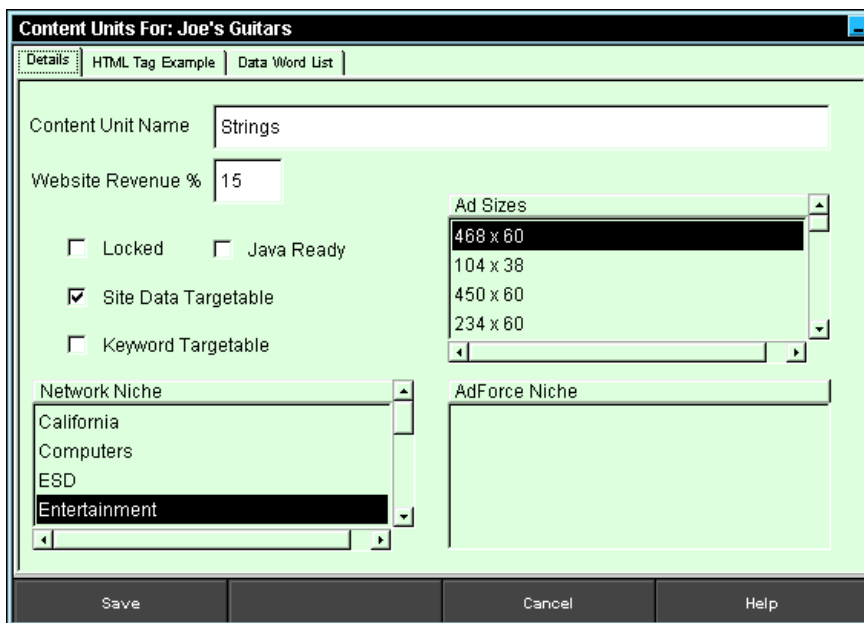 Content Units For: Joe's Guitars
Details HTML Tag Example Data Word List
Content Unit Name Strings
Website Revenue % 15
Locked Java Ready
Site Data Targetable
Keyword Targetable
Ad Sizes
468 x 60
104 x 38
450 x 60
234 x 60
Network Niche
California
Computers
ESD
Entertainment
AdForce Niche
Save Cancel Help